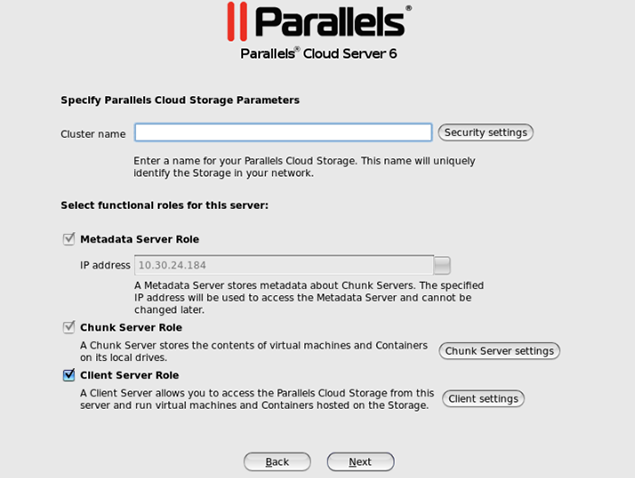 Parallels®
Parallels® Cloud Server 6
Specify Parallels Cloud Storage Parameters
Cluster name
Security settings
Enter a name for your Parallels Cloud Storage. This name will uniquely
identify the Storage in your network.
Select functional roles for this server:
Metadata Server Role
IP address 10.30.24.184
A Metadata Server stores metadata about Chunk Servers. The specified
IP address will be used to access the Metadata Server and cannot be
changed later.
Chunk Server Role
A Chunk Server stores the contents of virtual machines and Containers
on its local drives.
Chunk Server settings
Client Server Role
A Client Server allows you to access the Parallels Cloud Storage from this
server and run virtual machines and Containers hosted on the Storage.
Client settings
Back Next